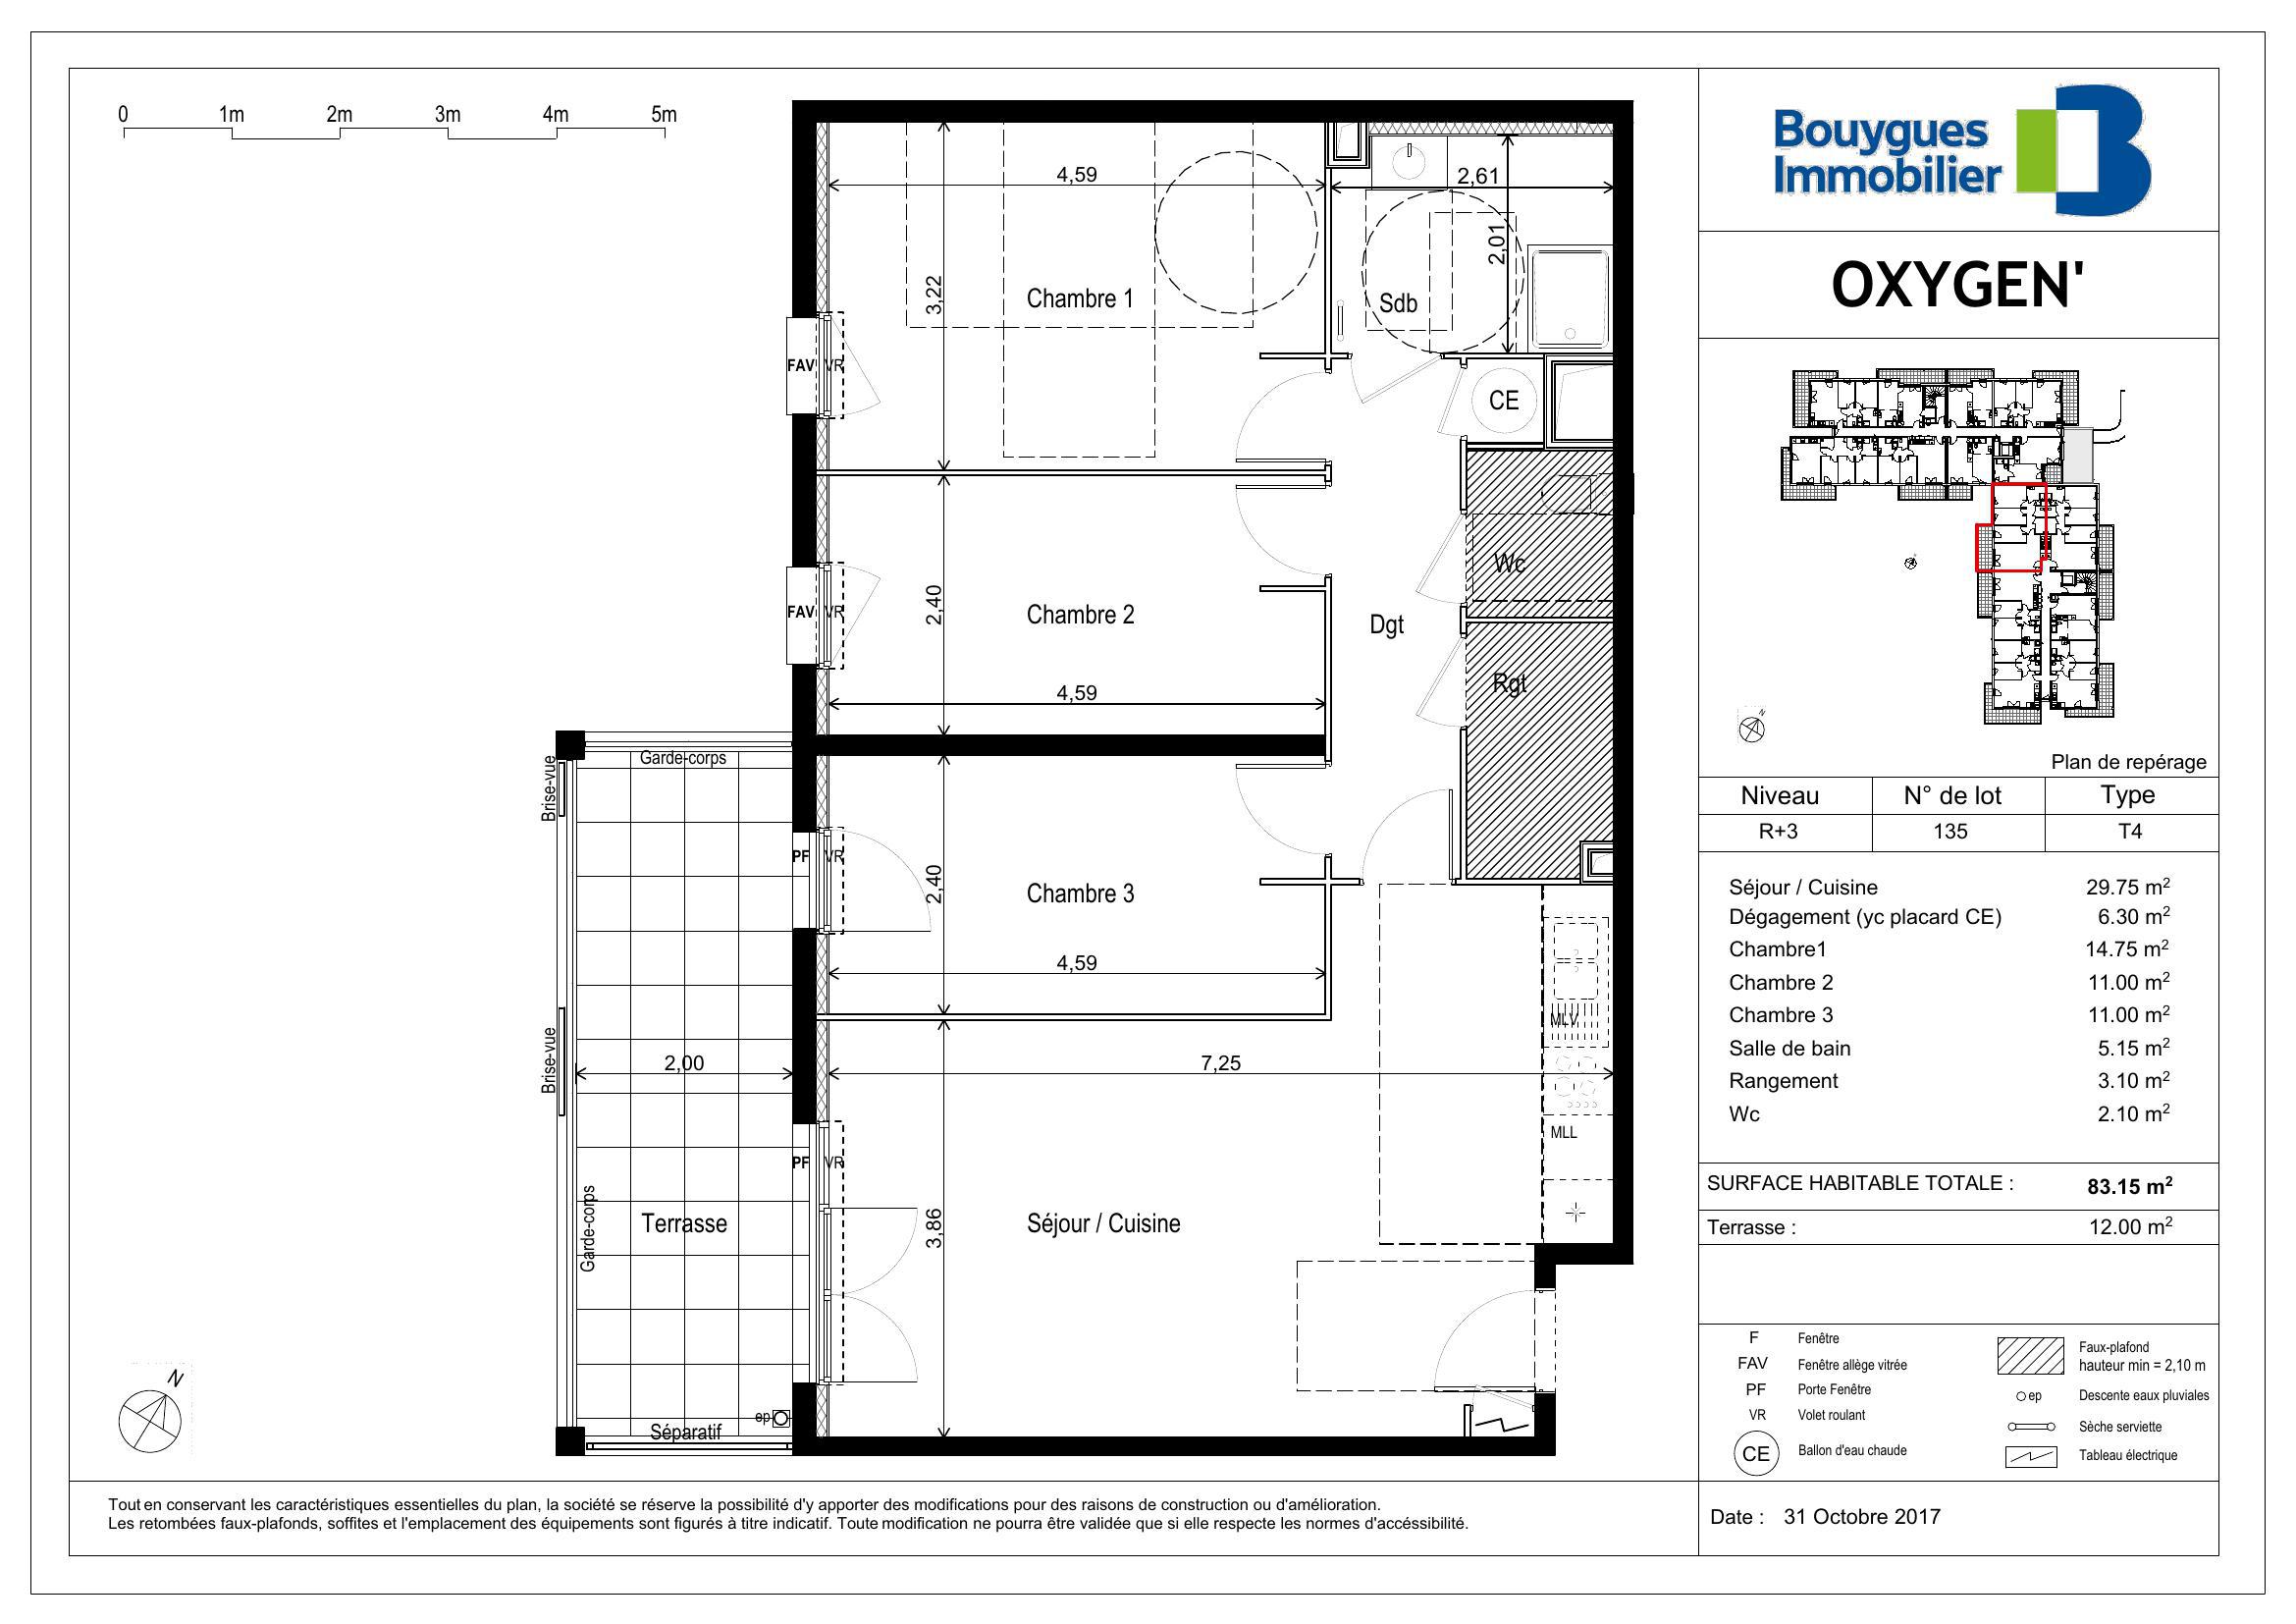 0 1m 2m 3m 4m 5m
Bouygues
Immobilier
OXYGEN'
4,59
2,61
2,01
3,22
Chambre 1
Sdb
FAV VR
CE
Wc
2,40
Chambre 2
FAV VR
Dgt
Rgt
4,59
Garde-corps
Brise-vue
PF VR
2,40
Chambre 3
4,59
MLV
Brise-vue
2,00
7,25
MLL
PF VR
Garde-corps
Terrasse
3,86
Séjour / Cuisine
ep
Séparatif
N
N
Plan de repérage
Niveau N° de lot Type
R+3 135 T4
Séjour / Cuisine 29.75 m²
Dégagement (yc placard CE) 6.30 m²
Chambre1 14.75 m²
Chambre 2 11.00 m²
Chambre 3 11.00 m²
Salle de bain 5.15 m²
Rangement 3.10 m²
Wc 2.10 m²
SURFACE HABITABLE TOTALE : 83.15 m²
Terrasse : 12.00 m²
F Fenêtre
FAV Fenêtre allège vitrée
PF Porte Fenêtre
VR Volet roulant
CE Ballon d'eau chaude
Faux-plafond
hauteur min = 2,10 m
ep Descente eaux pluviales
Sèche serviette
Tableau électrique
Tout en conservant les caractéristiques essentielles du plan, la société se réserve la possibilité d'y apporter des modifications pour des raisons de construction ou d'amélioration.
Les retombées faux-plafonds, soffites et l'emplacement des équipements sont figurés à titre indicatif. Toute modification ne pourra être validée que si elle respecte les normes d'accéssibilité.
Date : 31 Octobre 2017